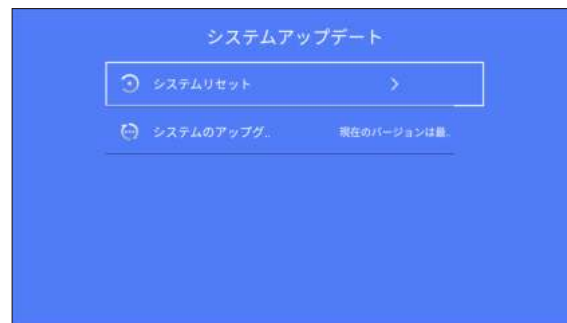 システムアップデート
システムリセット
システムのアップグ..
現在のバージョンは最..